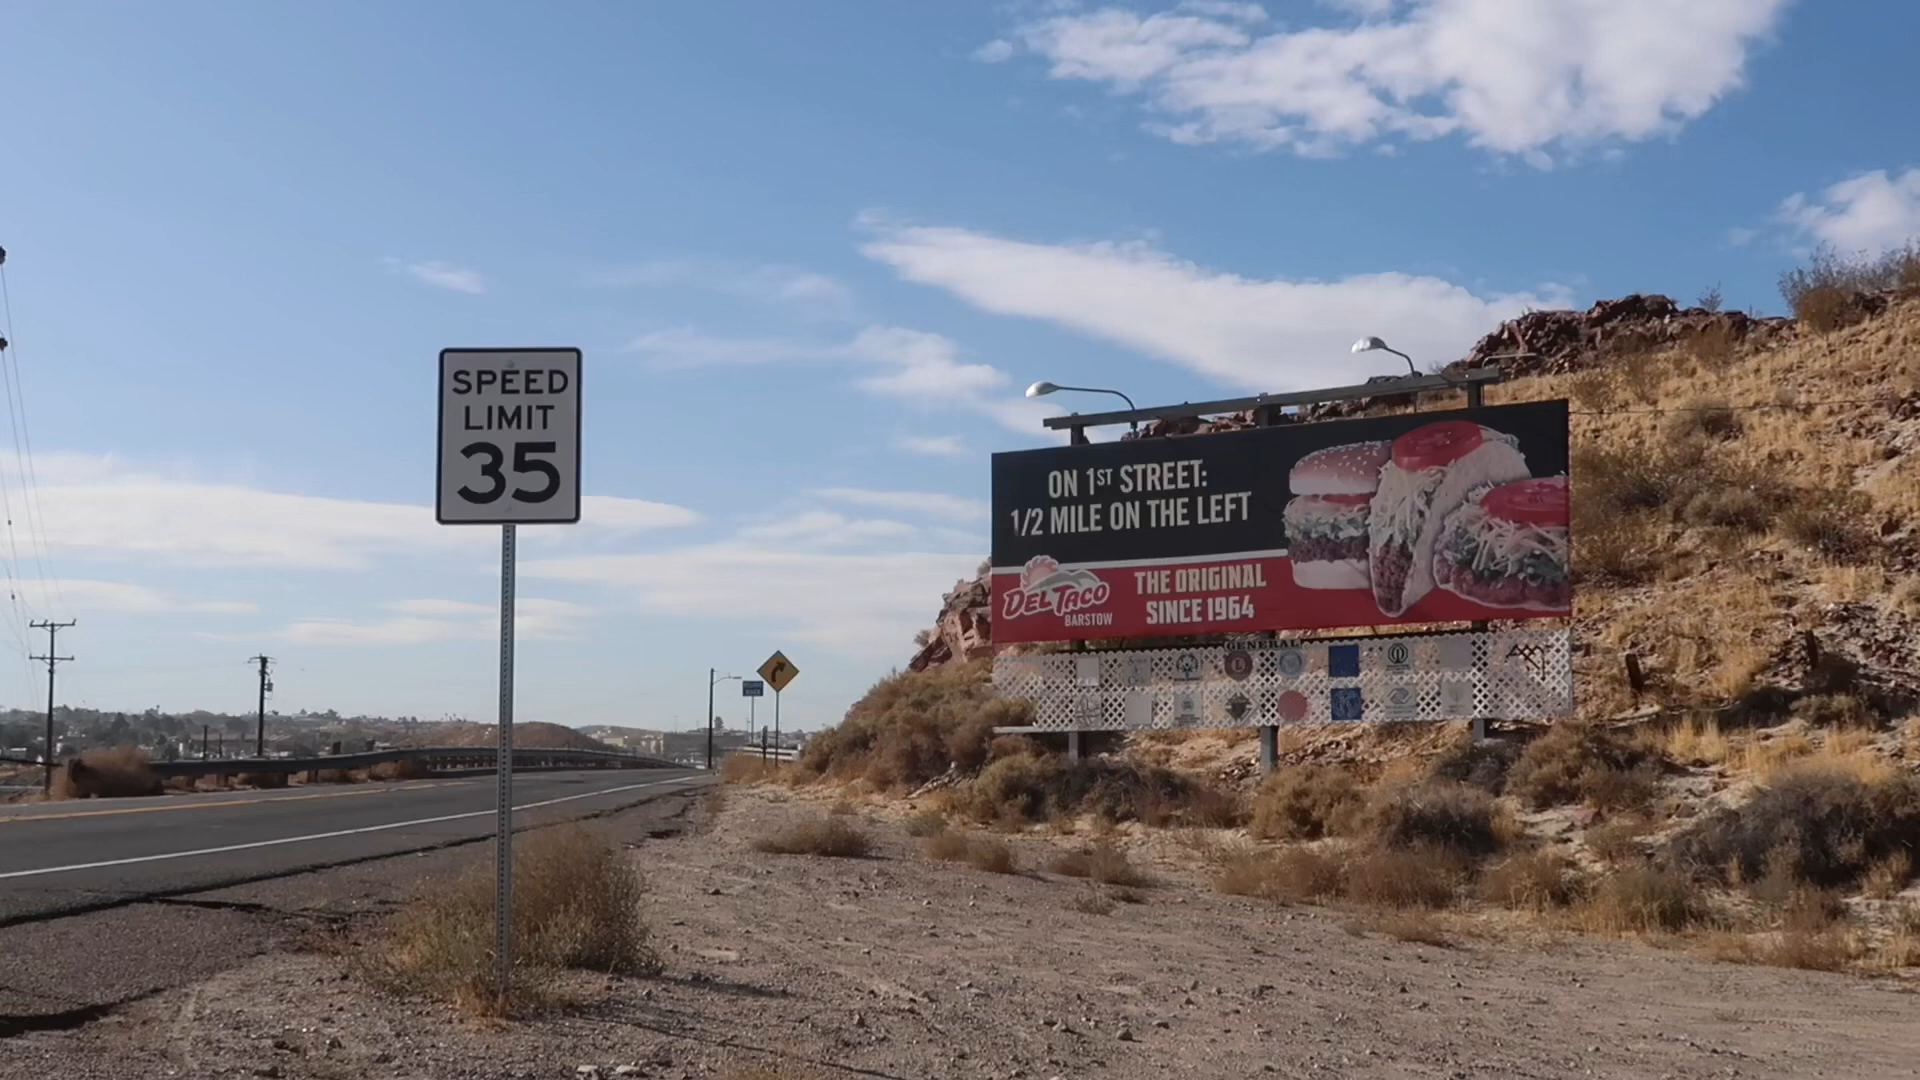 SPEED
LIMIT
35
ON 1ST STREET:
1/2 MILE ON THE LEFT
DEL TACO
BARSTOW
THE ORIGINAL
SINCE 1964
GENERAL